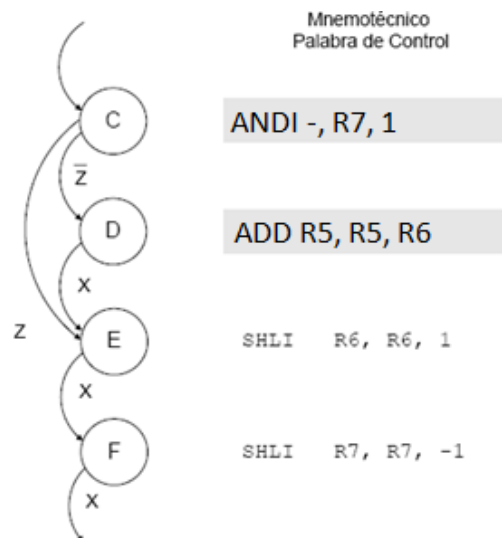 Mnemotécnico
Palabra de Control
C
ANDI -, R7, 1
z̅
D
ADD R5, R5, R6
x
z
E
SHLI R6, R6, 1
x
F
SHLI R7, R7, -1
x